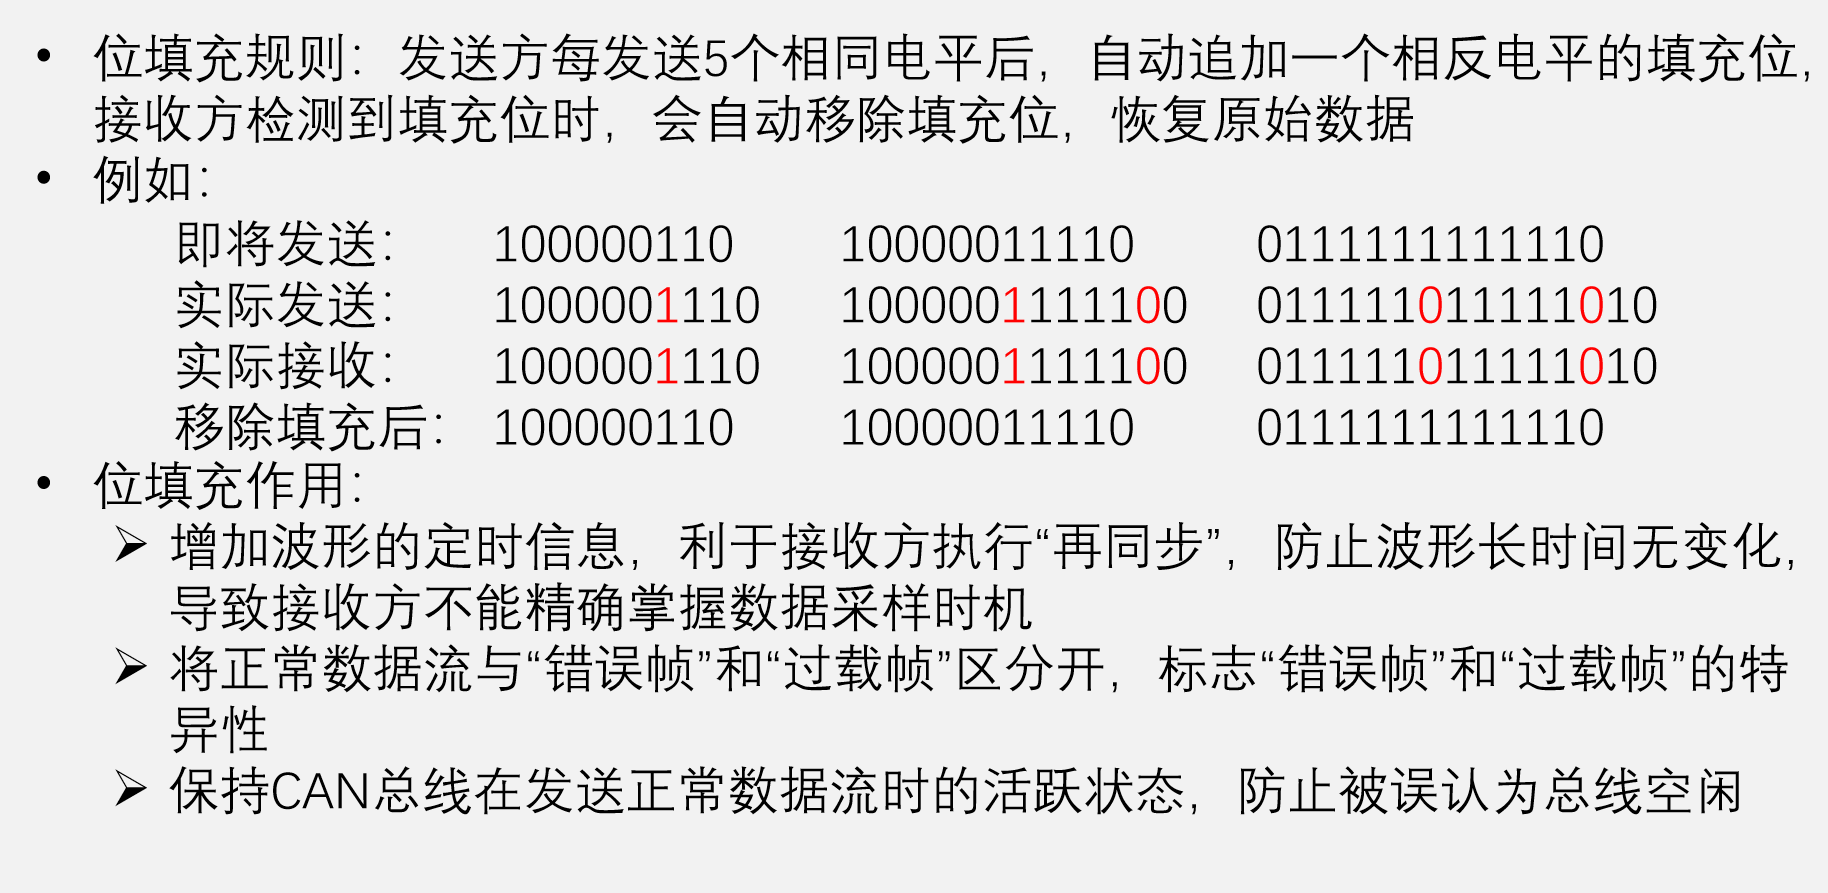 • 位填充规则：发送方每发送5个相同电平后，自动追加一个相反电平的填充位，
接收方检测到填充位时，会自动移除填充位，恢复原始数据
• 例如：
即将发送： 100000110 10000011110 0111111111110
实际发送： 1000001110 1000001111100 011111011111010
实际接收： 1000001110 1000001111100 011111011111010
移除填充后： 100000110 10000011110 0111111111110
• 位填充作用：
➢ 增加波形的定时信息，利于接收方执行“再同步”，防止波形长时间无变化，
导致接收方不能精确掌握数据采样时机
➢ 将正常数据流与“错误帧”和“过载帧”区分开，标志“错误帧”和“过载帧”的特
异性
➢ 保持CAN总线在发送正常数据流时的活跃状态，防止被误认为总线空闲